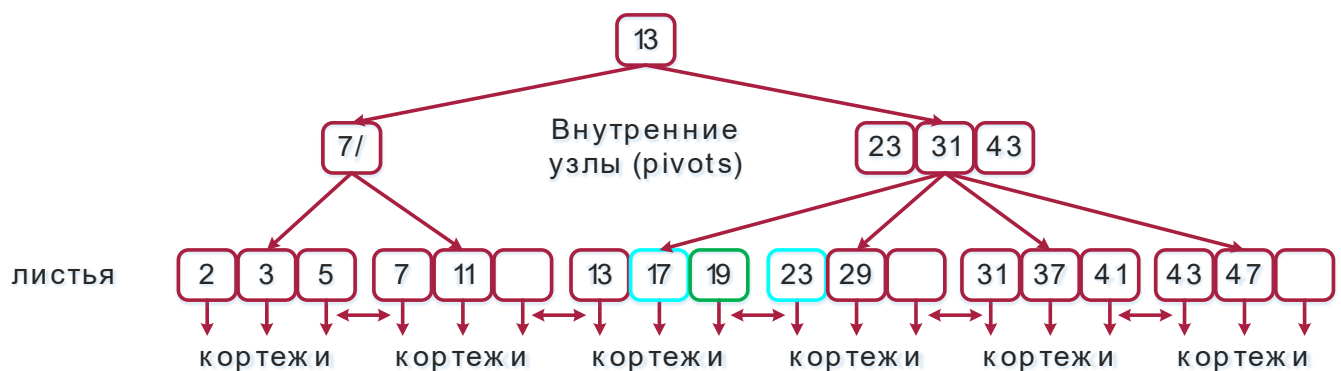 13
7/ Внутренние узлы (pivots) 23 31 43
листья 2 3 5 7 11 13 17 19 23 29 31 37 41 43 47
кортежи кортежи кортежи кортежи кортежи кортежи